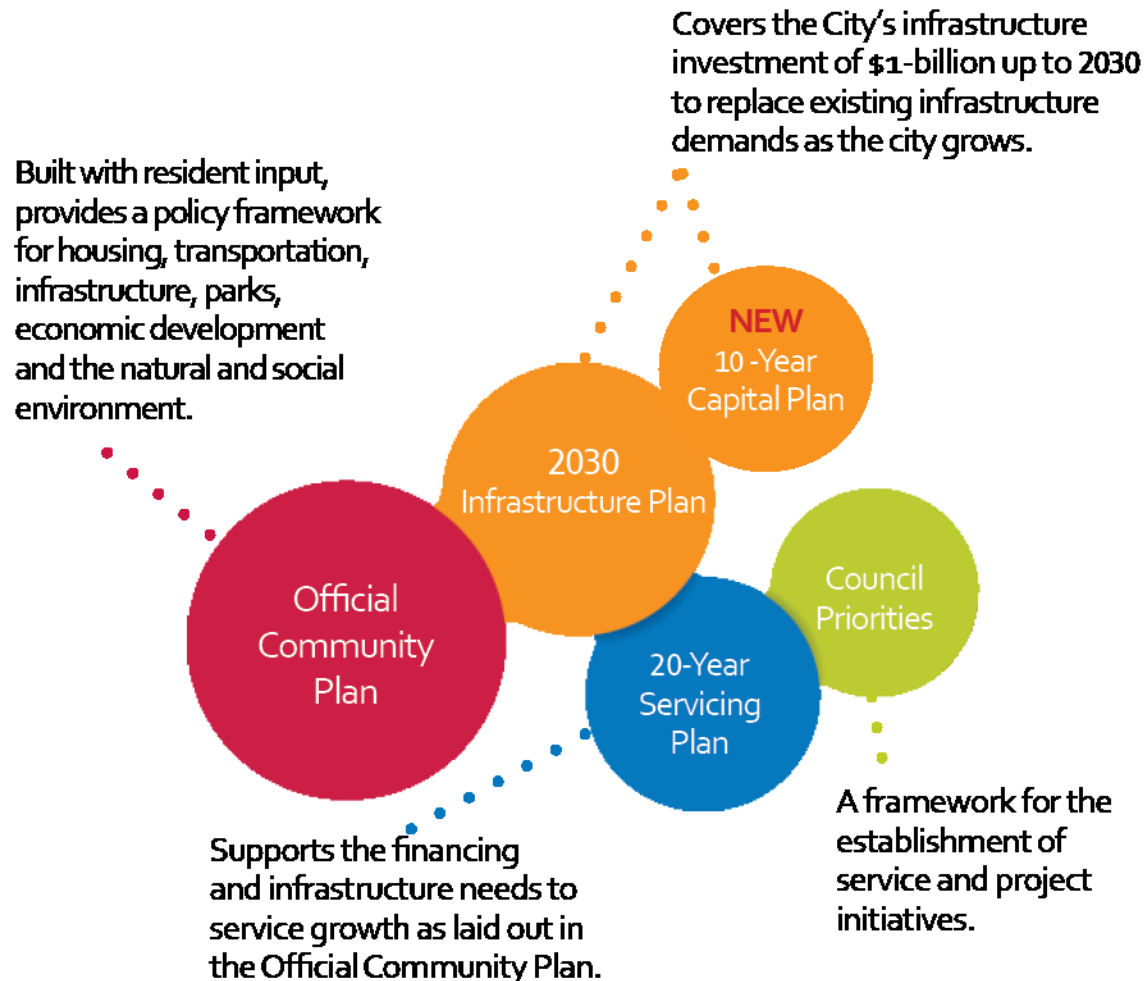 Covers the City's infrastructure
investment of $1-billion up to 2030
to replace existing infrastructure
demands as the city grows.
Built with resident input,
provides a policy framework
for housing, transportation,
infrastructure, parks,
economic development
and the natural and social
environment.
NEW
10 -Year
Capital Plan
2030
Infrastructure Plan
Official
Community
Plan
Council
Priorities
20-Year
Servicing
Plan
Supports the financing
and infrastructure needs to
service growth as laid out in
the Official Community Plan.
A framework for the
establishment of
service and project
initiatives.